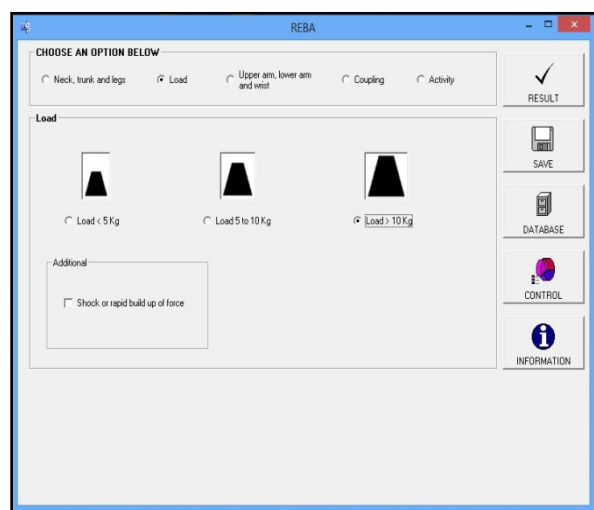 REBA
CHOOSE AN OPTION BELOW
Neck, trunk and legs
Load
Upper arm, lower arm
and wrist
Coupling
Activity
Load
Load < 5 Kg
Load 5 to 10 Kg
Load > 10 Kg
Additional
Shock or rapid build up of force
RESULT
SAVE
DATABASE
CONTROL
INFORMATION